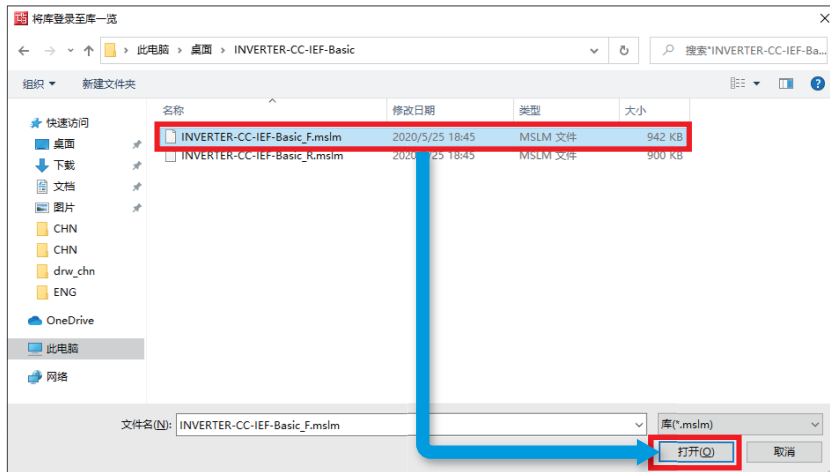 将库登录至库一览
此电脑 › 桌面 › INVERTER-CC-IEF-Basic
搜索"INVERTER-CC-IEF-Ba...
组织 新建文件夹
名称 修改日期 类型 大小
INVERTER-CC-IEF-Basic_F.mslm 2020/5/25 18:45 MSLM 文件 942 KB
INVERTER-CC-IEF-Basic_R.mslm 2020/5/25 18:45 MSLM 文件 900 KB
快速访问
桌面
下载
文档
图片
CHN
CHN
drw_chn
ENG
OneDrive
此电脑
网络
文件名(N): INVERTER-CC-IEF-Basic_F.mslm 库(*.mslm)
打开(O) 取消